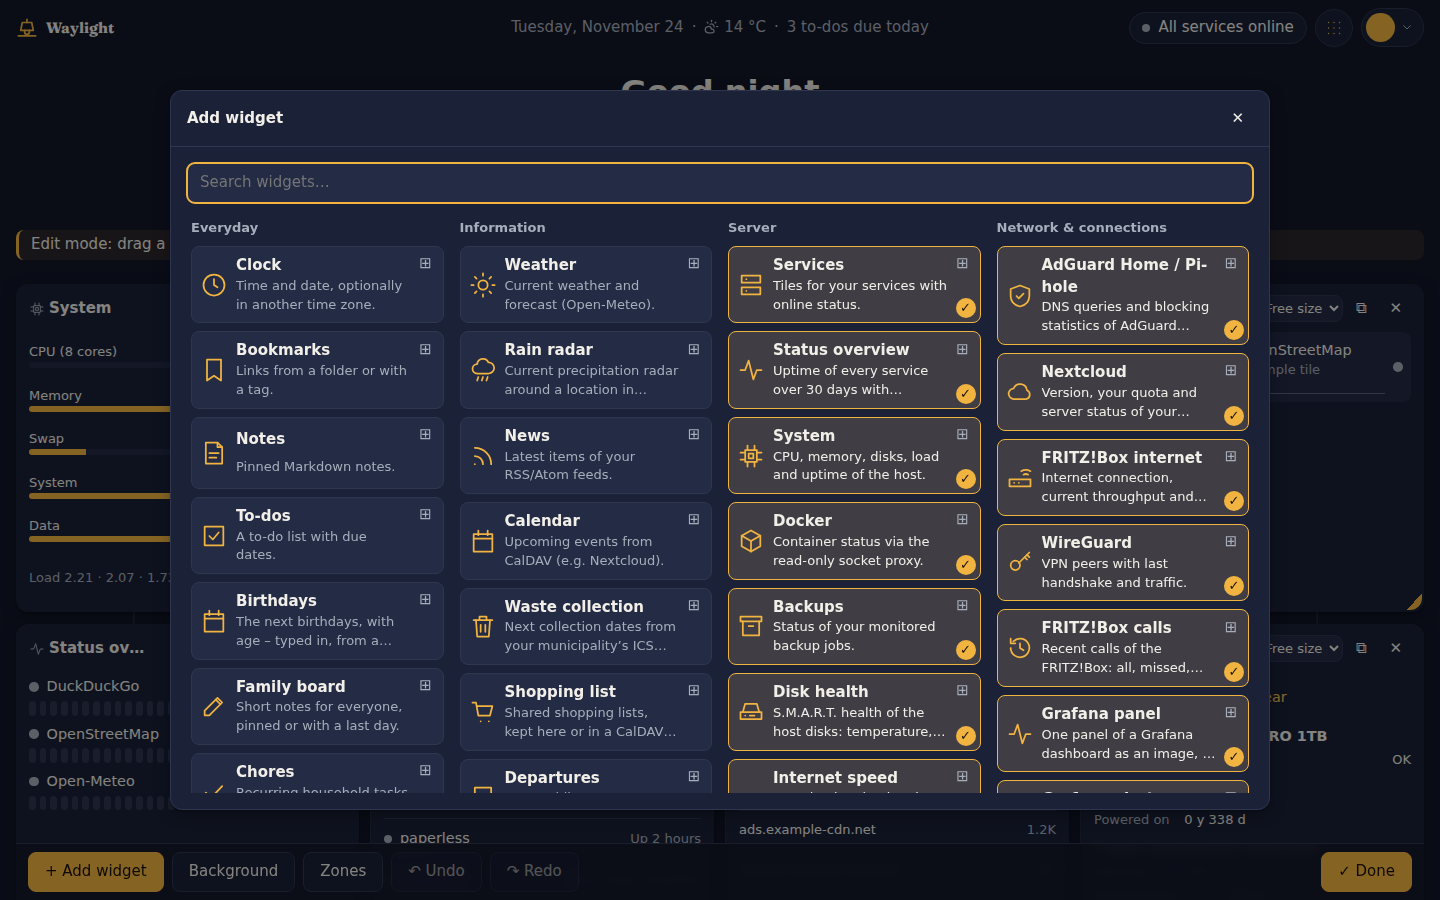 Waylight
Tuesday, November 24 · 14 °C · 3 to-dos due today
All services online
Good night
Add widget
Search widgets…
Edit mode: drag a
Everyday
Clock
Time and date, optionally
in another time zone.
Bookmarks
Links from a folder or with
a tag.
Notes
Pinned Markdown notes.
To-dos
A to-do list with due
dates.
Birthdays
The next birthdays, with
age – typed in, from a…
Family board
Short notes for everyone,
pinned or with a last day.
Chores
Recurring household tasks
Information
Weather
Current weather and
forecast (Open-Meteo).
Rain radar
Current precipitation radar
around a location in…
News
Latest items of your
RSS/Atom feeds.
Calendar
Upcoming events from
CalDAV (e.g. Nextcloud).
Waste collection
Next collection dates from
your municipality’s ICS…
Shopping list
Shared shopping lists,
kept here or in a CalDAV…
Departures
Server
Services
Tiles for your services with
online status.
Status overview
Uptime of every service
over 30 days with…
System
CPU, memory, disks, load
and uptime of the host.
Docker
Container status via the
read-only socket proxy.
Backups
Status of your monitored
backup jobs.
Disk health
S.M.A.R.T. health of the
host disks: temperature,…
Internet speed
Network & connections
AdGuard Home / Pi-
hole
DNS queries and blocking
statistics of AdGuard…
Nextcloud
Version, your quota and
server status of your…
FRITZ!Box internet
Internet connection,
current throughput and…
WireGuard
VPN peers with last
handshake and traffic.
FRITZ!Box calls
Recent calls of the
FRITZ!Box: all, missed,…
Grafana panel
One panel of a Grafana
dashboard as an image, …
System
CPU (8 cores)
Memory
Swap
System
Data
Load 2.21 · 2.07 · 1.73
Status ov…
DuckDuckGo
OpenStreetMap
Open-Meteo
Free size
nStreetMap
mple tile
Free size
ear
RO 1TB
OK
Powered on 0 y 338 d
paperless Up 2 hours
ads.example-cdn.net 1.2K
+ Add widget
Background
Zones
↶ Undo
↷ Redo
✓ Done